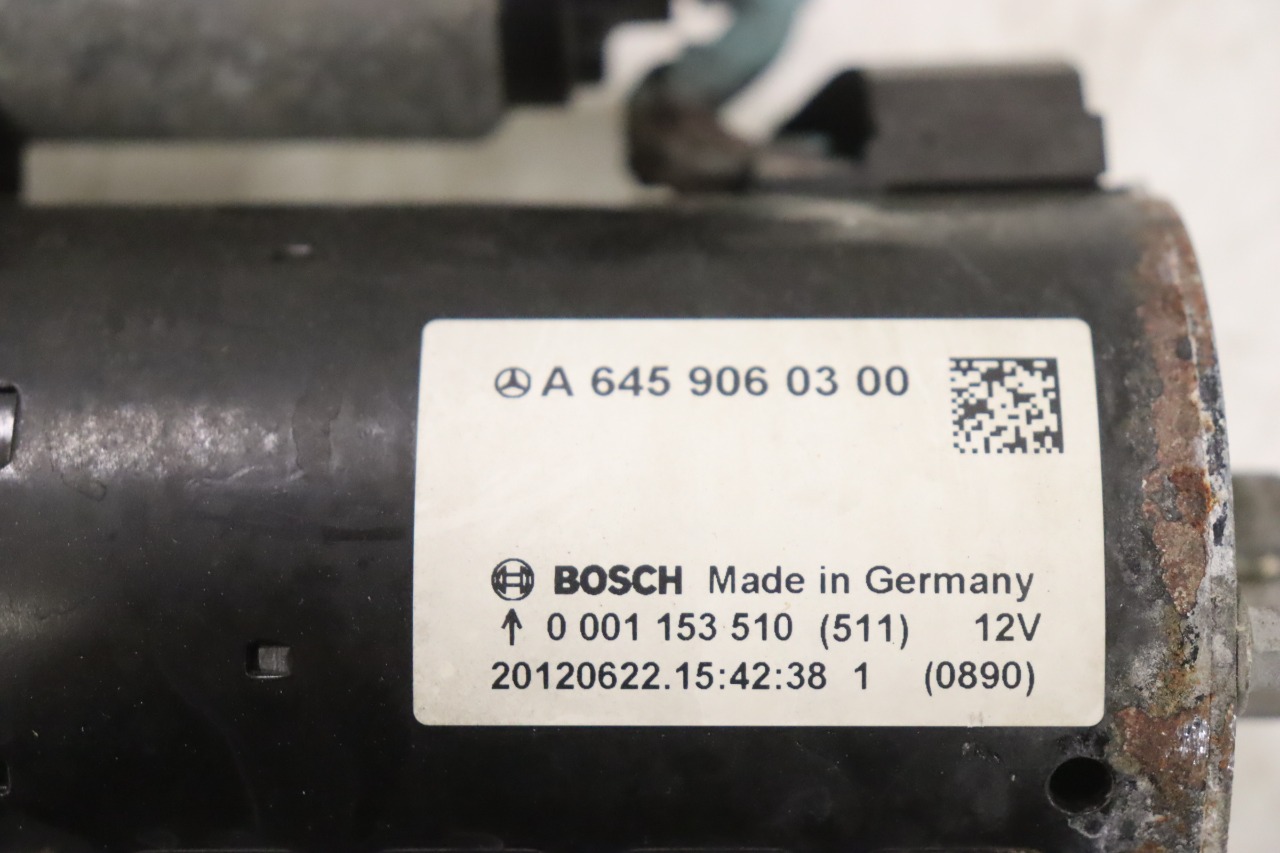 A 645 906 03 00
BOSCH Made in Germany
↑ 0 001 153 510 (511) 12V
20120622.15:42:38 1 (0890)